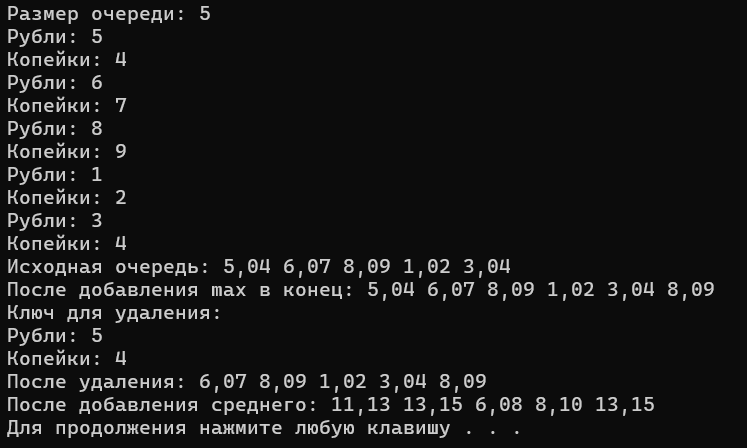 Размер очереди: 5
Рубли: 5
Копейки: 4
Рубли: 6
Копейки: 7
Рубли: 8
Копейки: 9
Рубли: 1
Копейки: 2
Рубли: 3
Копейки: 4
Исходная очередь: 5,04 6,07 8,09 1,02 3,04
После добавления max в конец: 5,04 6,07 8,09 1,02 3,04 8,09
Ключ для удаления:
Рубли: 5
Копейки: 4
После удаления: 6,07 8,09 1,02 3,04 8,09
После добавления среднего: 11,13 13,15 6,08 8,10 13,15
Для продолжения нажмите любую клавишу . . .